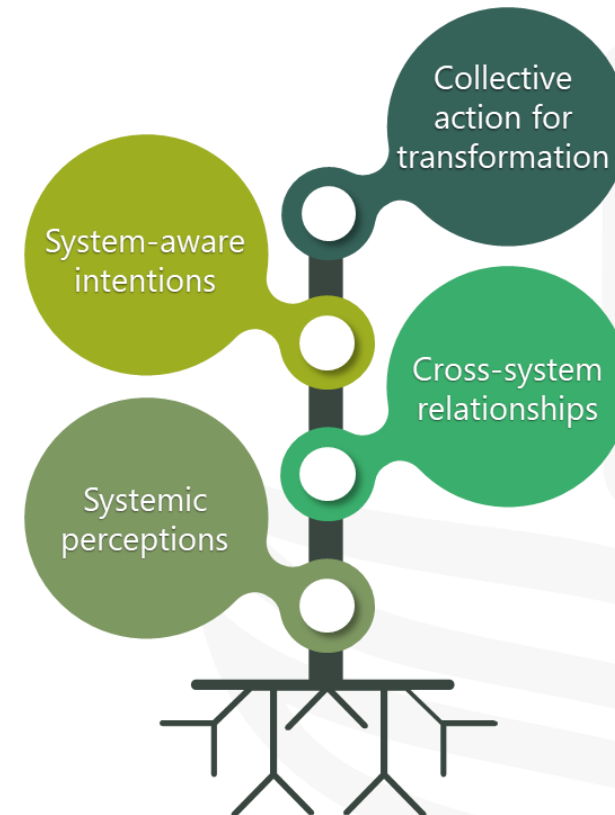 Collective
action for
transformation
System-aware
intentions
Cross-system
relationships
Systemic
perceptions